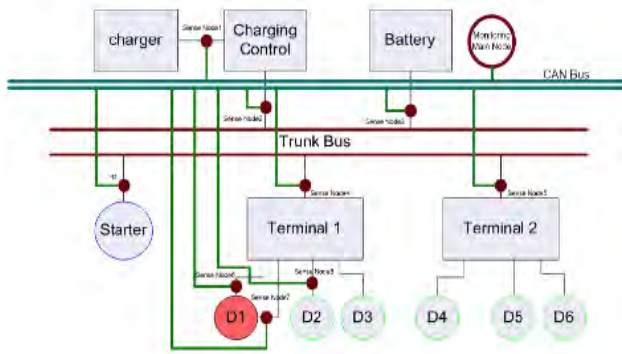 Sense Node1
charger
Charging
Control
Battery
Monitoring
Main Node
CAN Bus
Sense Node2
Sense Node3
Trunk Bus
Sense Node4
Sense Node5
Starter
Terminal 1
Terminal 2
Sense Node6
Sense Node8
Sense Node7
D1
D2
D3
D4
D5
D6